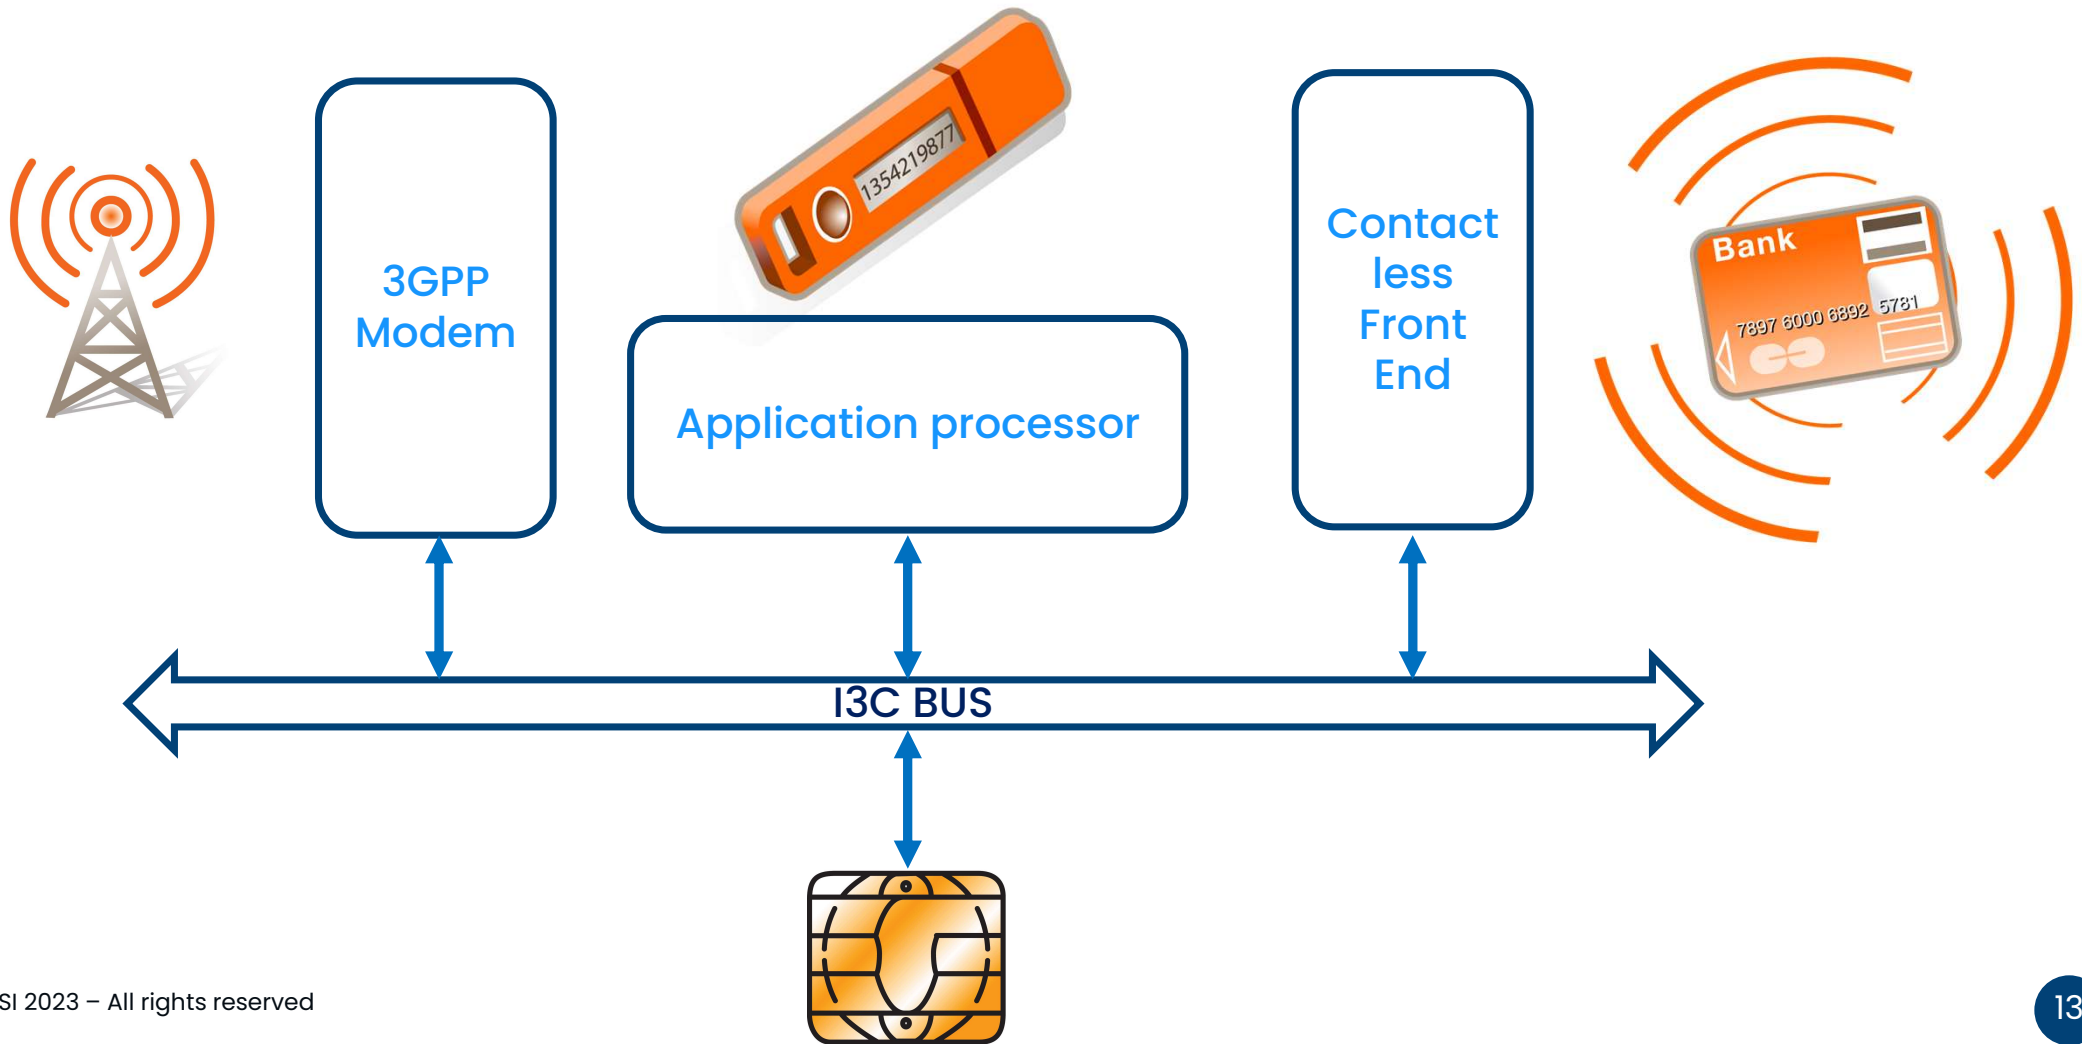 3GPP
Modem
1354219877
Application processor
Contact
less
Front
End
Bank
7897 6000 6892 5781
I3C BUS
SI 2023 – All rights reserved
13